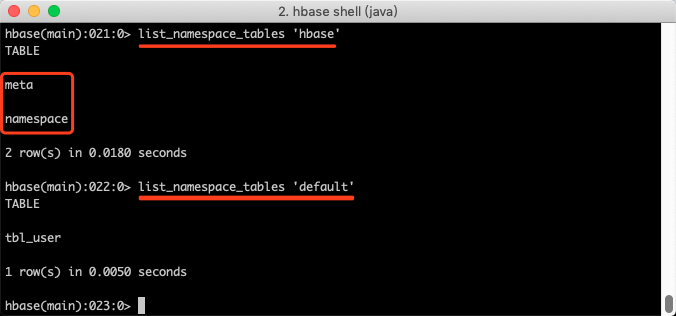 2. hbase shell (java)
hbase(main):021:0> list_namespace_tables 'hbase'
TABLE
meta
namespace
2 row(s) in 0.0180 seconds
hbase(main):022:0> list_namespace_tables 'default'
TABLE
tbl_user
1 row(s) in 0.0050 seconds
hbase(main):023:0>